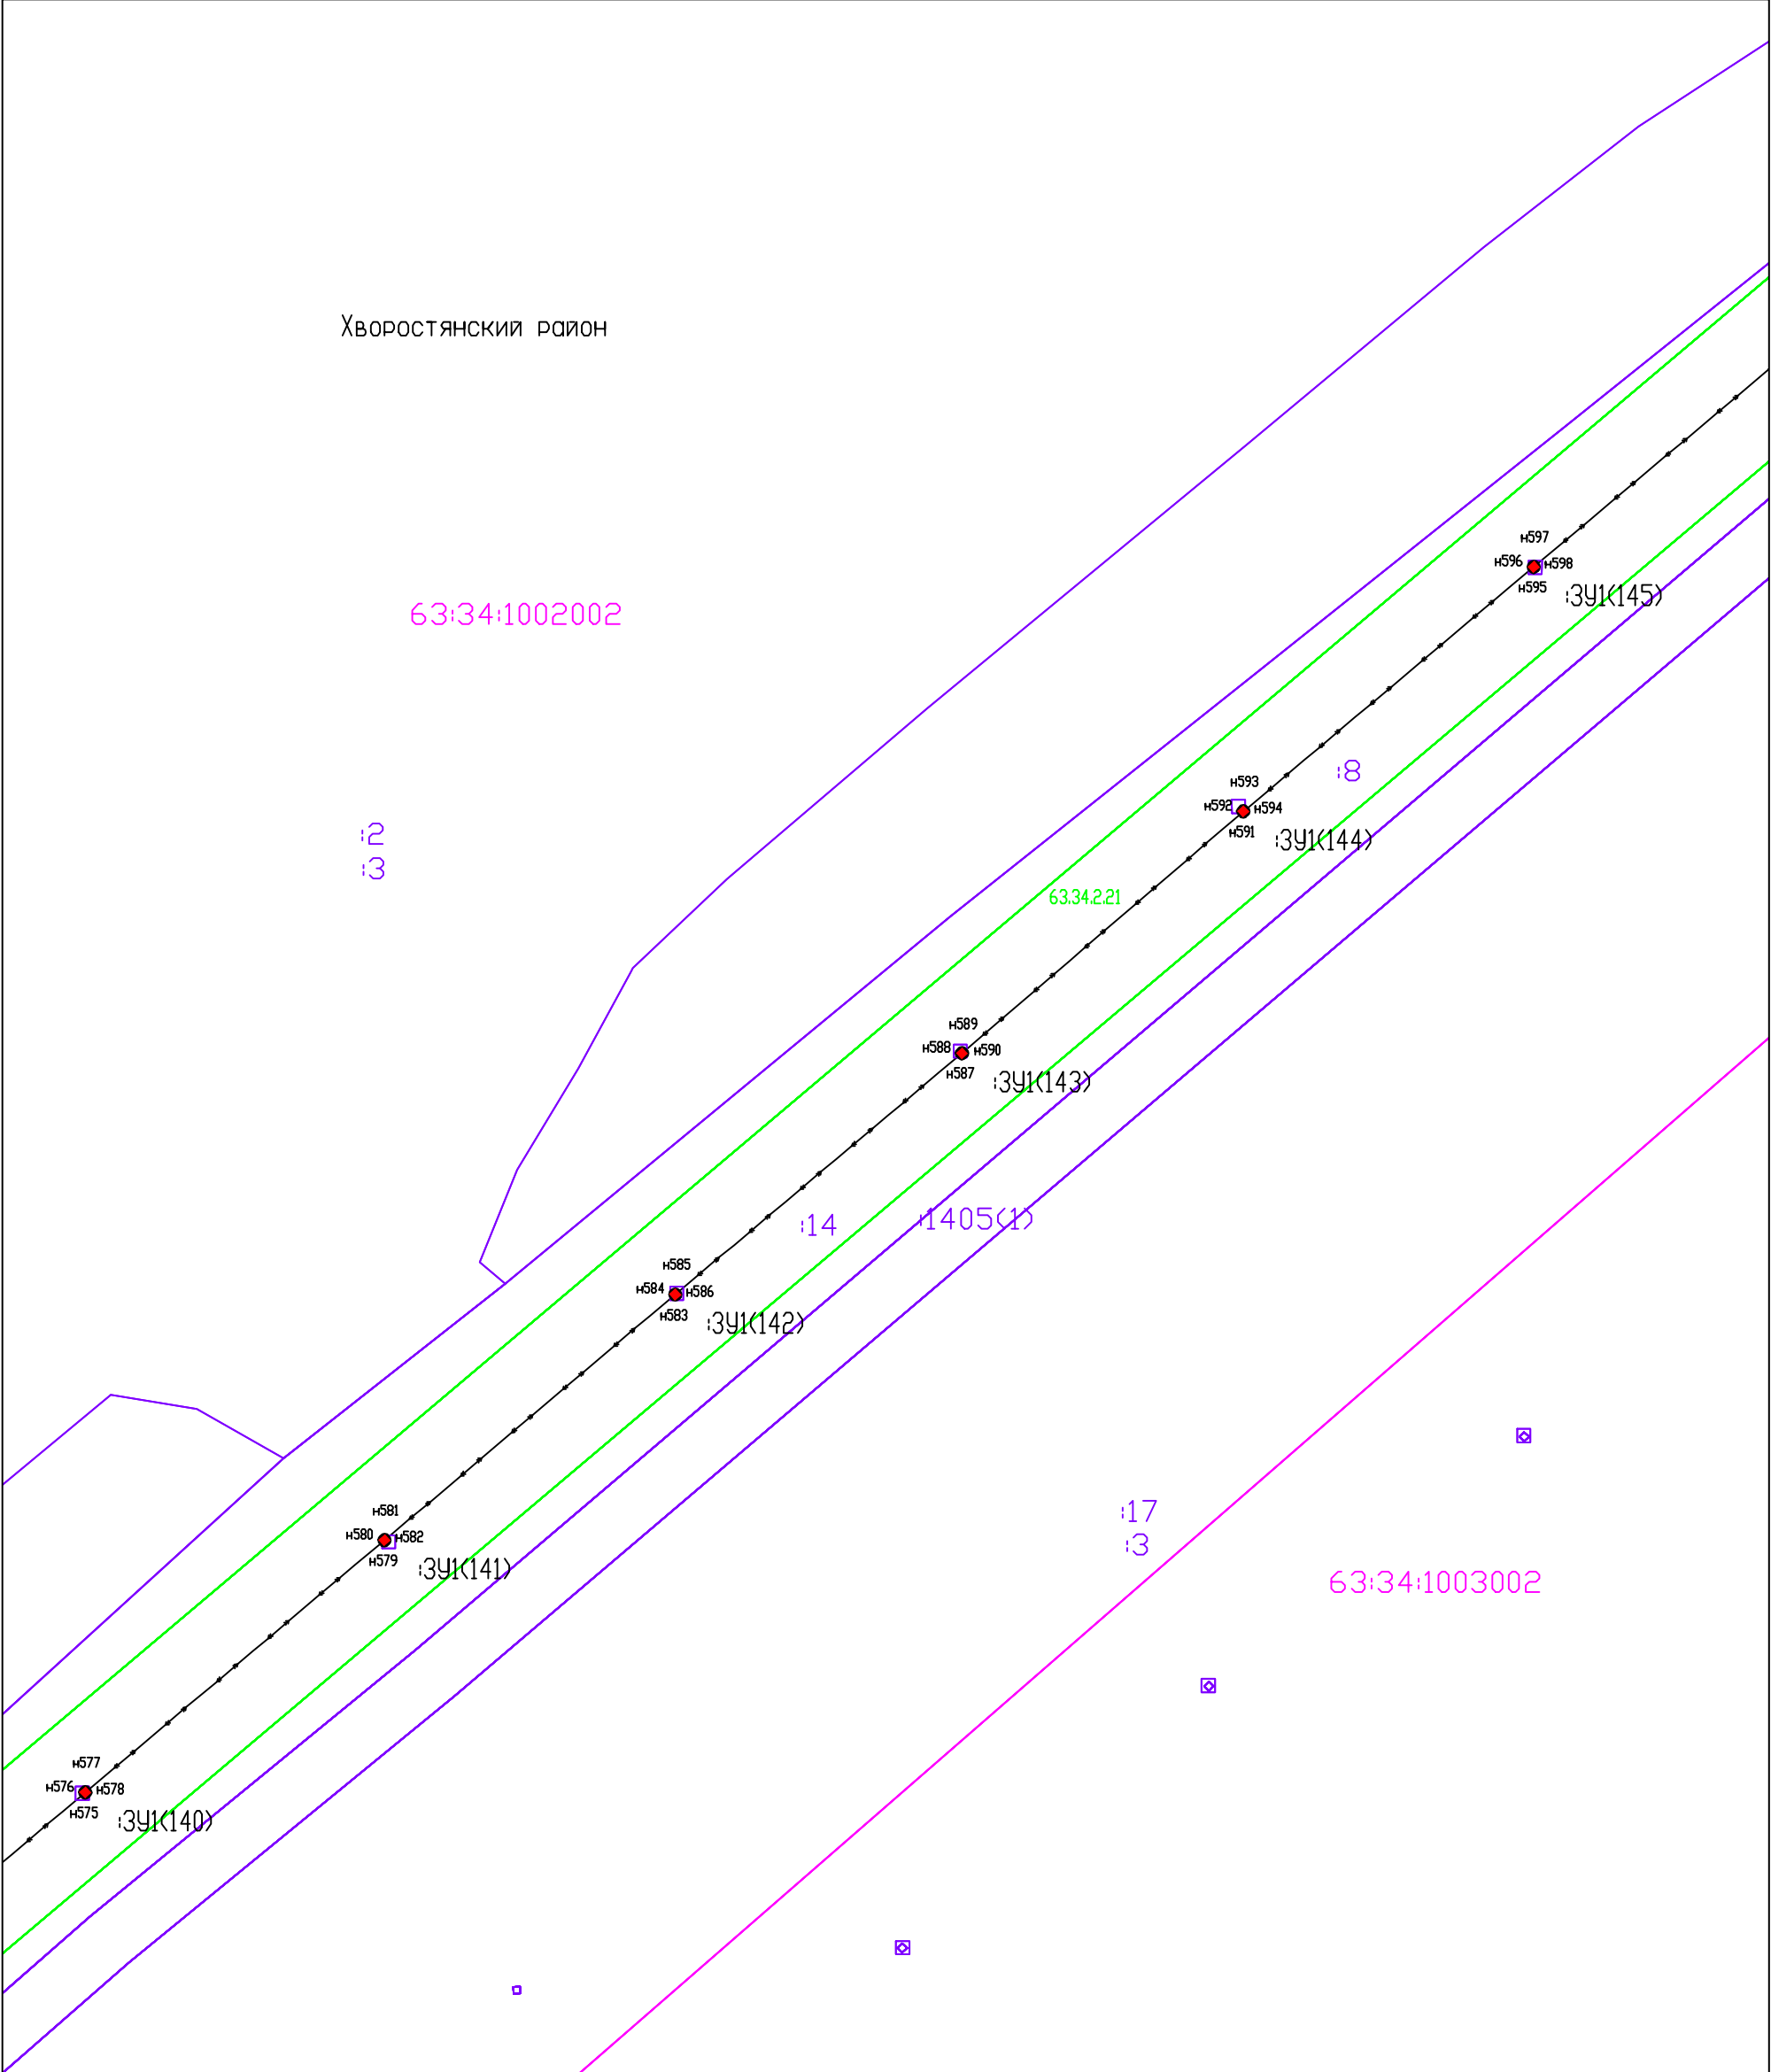 Хворостянский район
н597
н596
н598
н595
:ЗУ1(145)
63:34:1002002
:8
н593
н592
н594
н591
:ЗУ1(144)
:2
:3
63.34.2.21
н589
н588
н590
н587
:ЗУ1(143)
:14
:1405(1)
н585
н584
н586
н583
:ЗУ1(142)
н581
н580
н582
н579
:ЗУ1(141)
:17
:3
63:34:1003002
н577
н576
н578
н575
:ЗУ1(140)